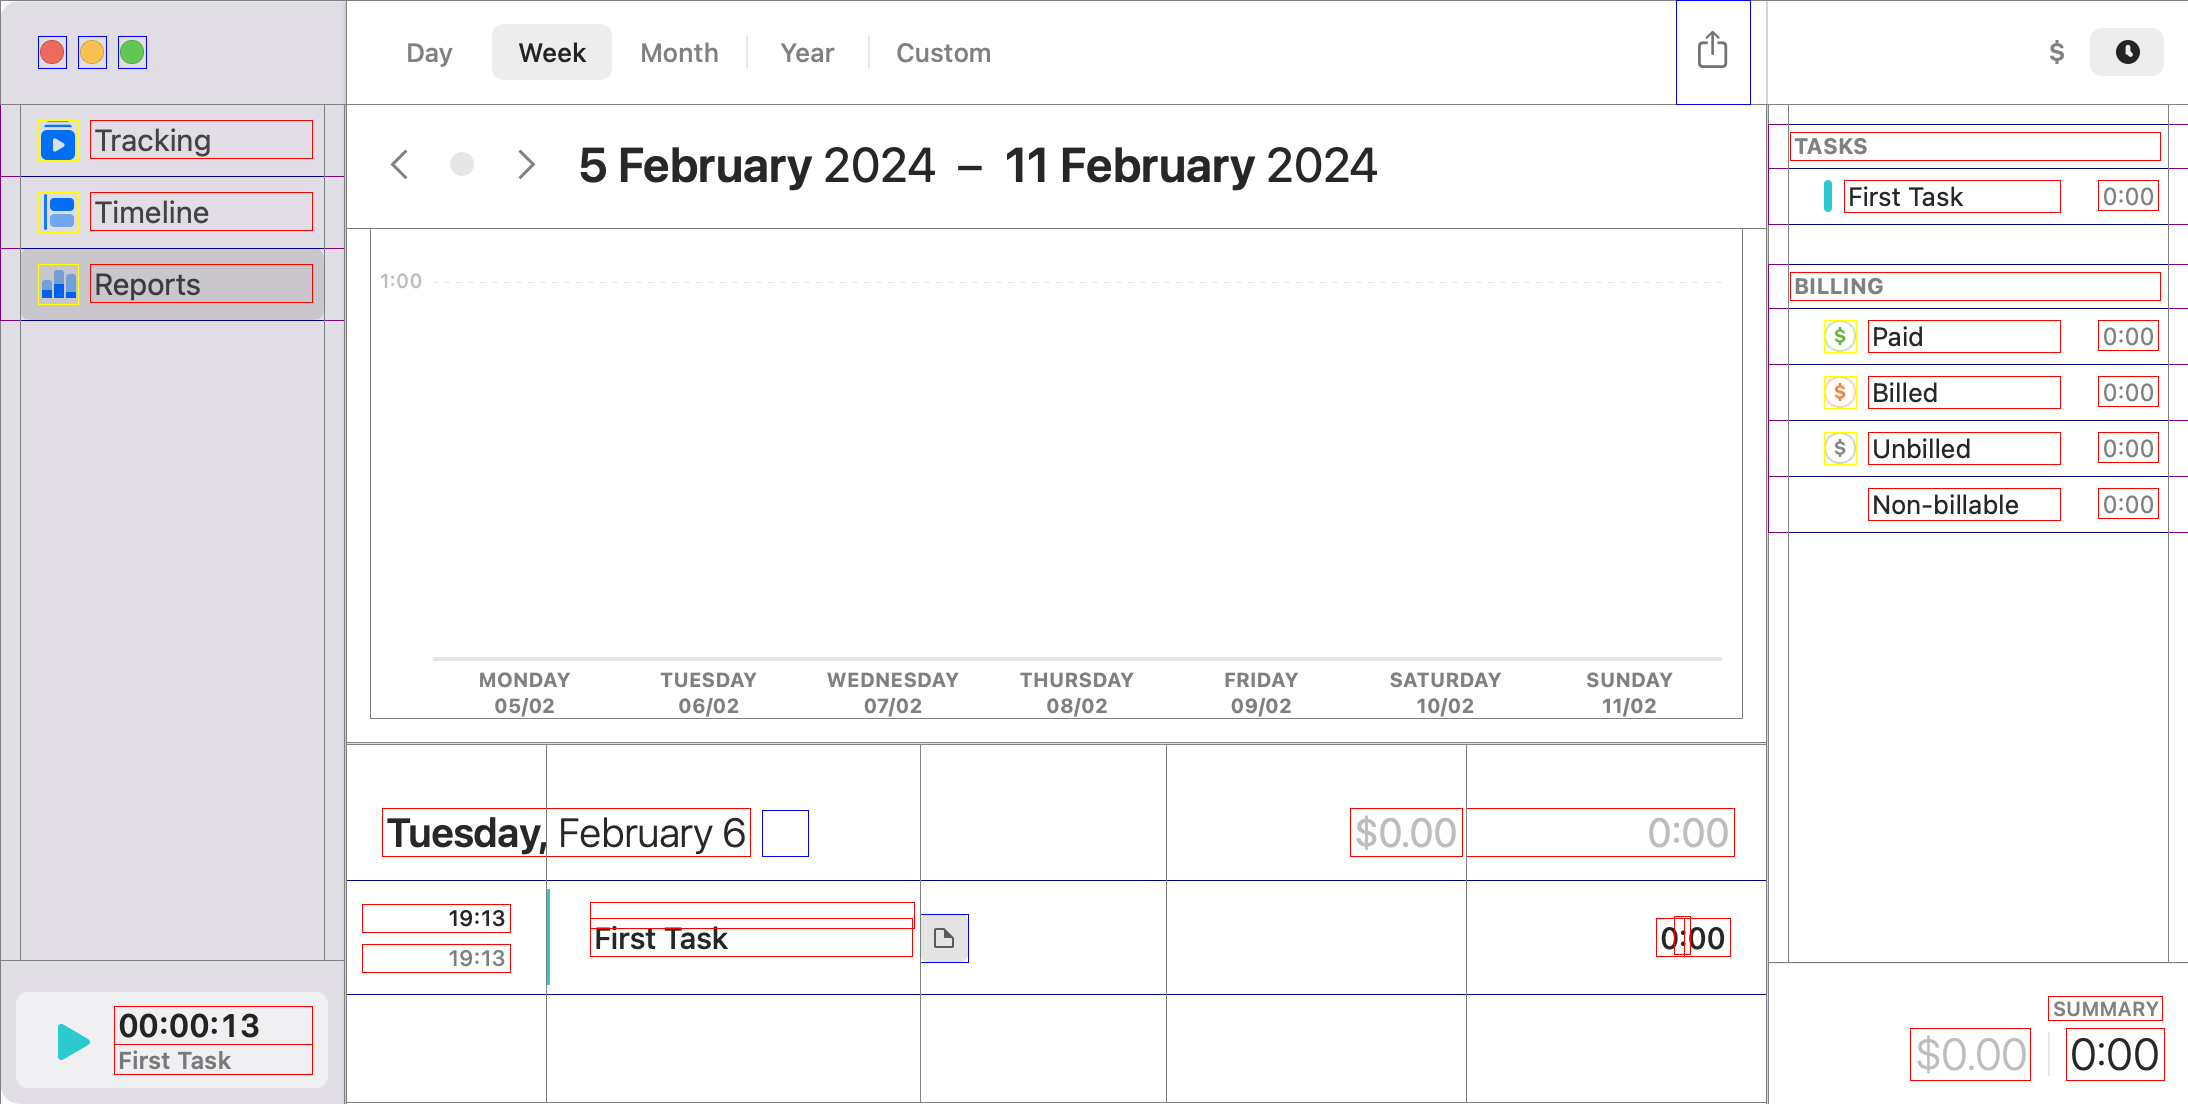 Day Week Month Year Custom
$
Tracking
Timeline
Reports
5 February 2024 – 11 February 2024
1:00
MONDAY TUESDAY WEDNESDAY THURSDAY FRIDAY SATURDAY SUNDAY
05/02 06/02 07/02 08/02 09/02 10/02 11/02
Tuesday, February 6 $0.00 0:00
19:13 First Task 0:00
19:13
00:00:13
First Task
TASKS
First Task 0:00
BILLING
$ Paid 0:00
$ Billed 0:00
$ Unbilled 0:00
Non-billable 0:00
SUMMARY
$0.00 0:00